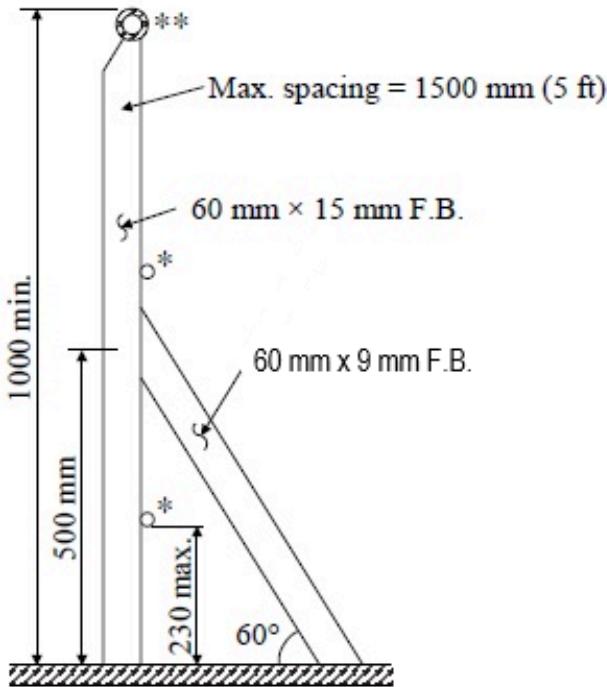 **
Max. spacing = 1500 mm (5 ft)
60 mm × 15 mm F.B.
*
1000 min.
60 mm x 9 mm F.B.
500 mm
*
230 max.
60°